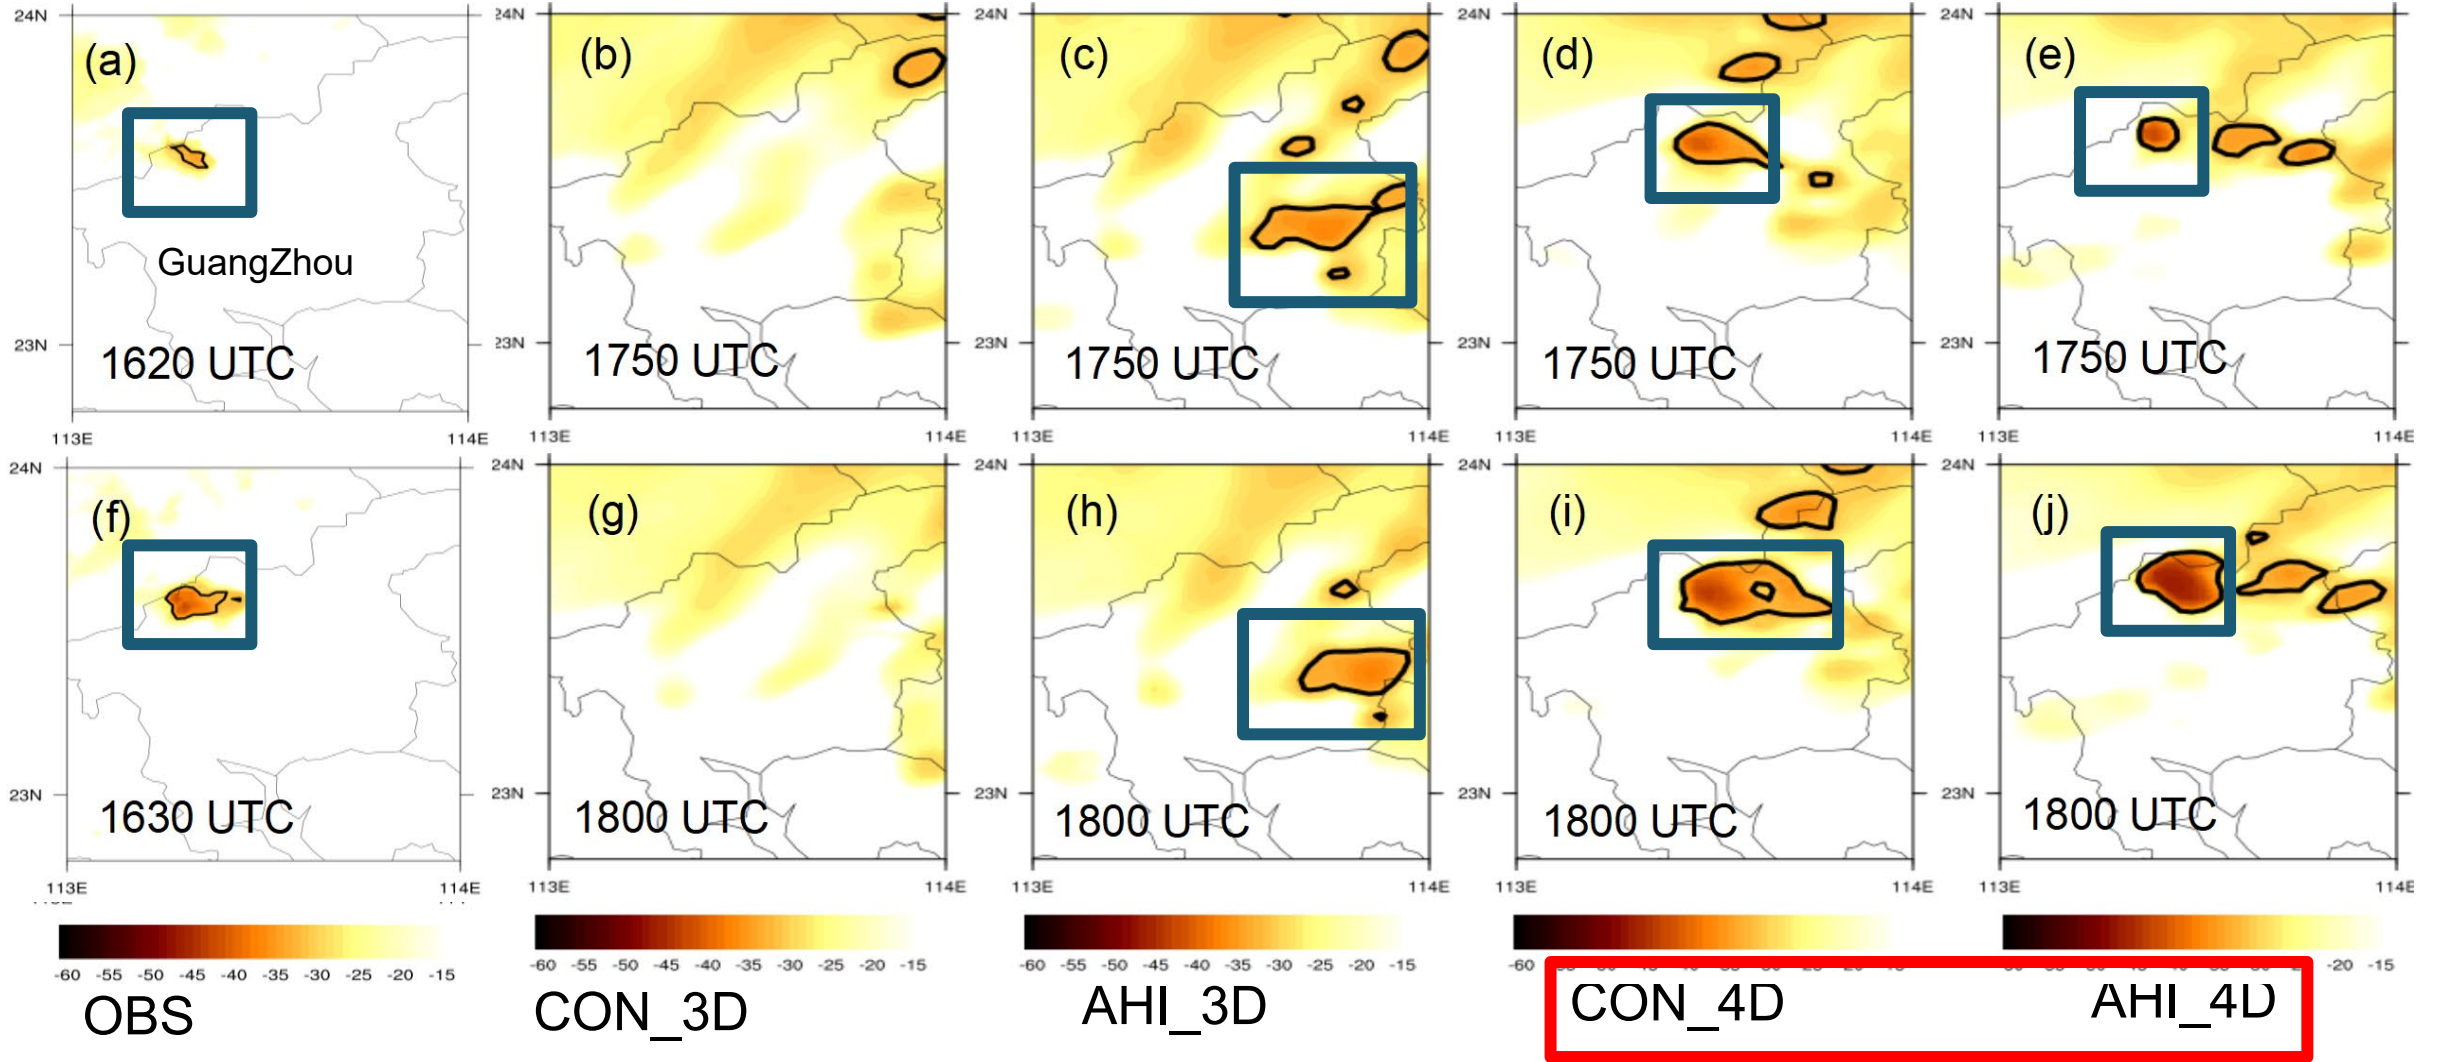 24N 24N 24N 24N 24N
(a) (b) (c) (d) (e)
GuangZhou
23N 23N 23N 23N 23N
1620 UTC 1750 UTC 1750 UTC 1750 UTC 1750 UTC
113E 114E 113E 114E 113E 114E 113E 114E 113E 114E
24N 24N 24N 24N 24N
(f) (g) (h) (i) (j)
23N 23N 23N 23N 23N
1630 UTC 1800 UTC 1800 UTC 1800 UTC 1800 UTC
113E 114E 113E 114E 113E 114E 113E 114E 113E 114E
-60 -55 -50 -45 -40 -35 -30 -25 -20 -15 -60 -55 -50 -45 -40 -35 -30 -25 -20 -15 -60 -55 -50 -45 -40 -35 -30 -25 -20 -15 -60 -20 -15
OBS CON_3D AHI_3D CON_4D AHI_4D